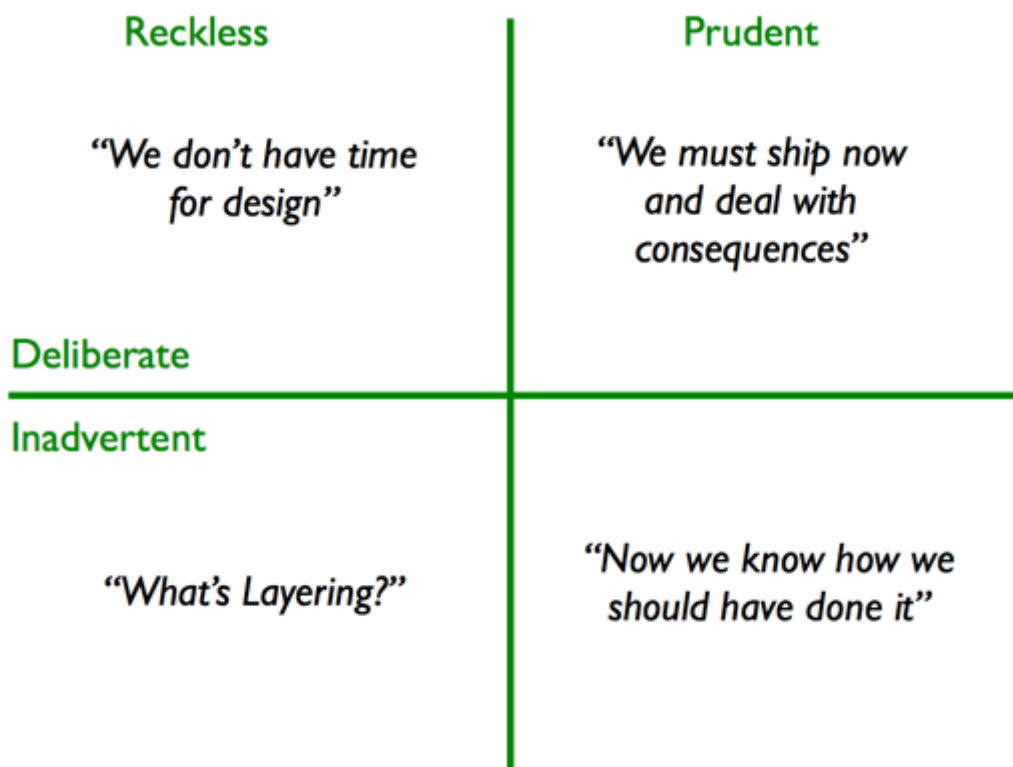 Reckless
Prudent
“We don’t have time
for design”
“We must ship now
and deal with
consequences”
Deliberate
Inadvertent
“What’s Layering?”
“Now we know how we
should have done it”